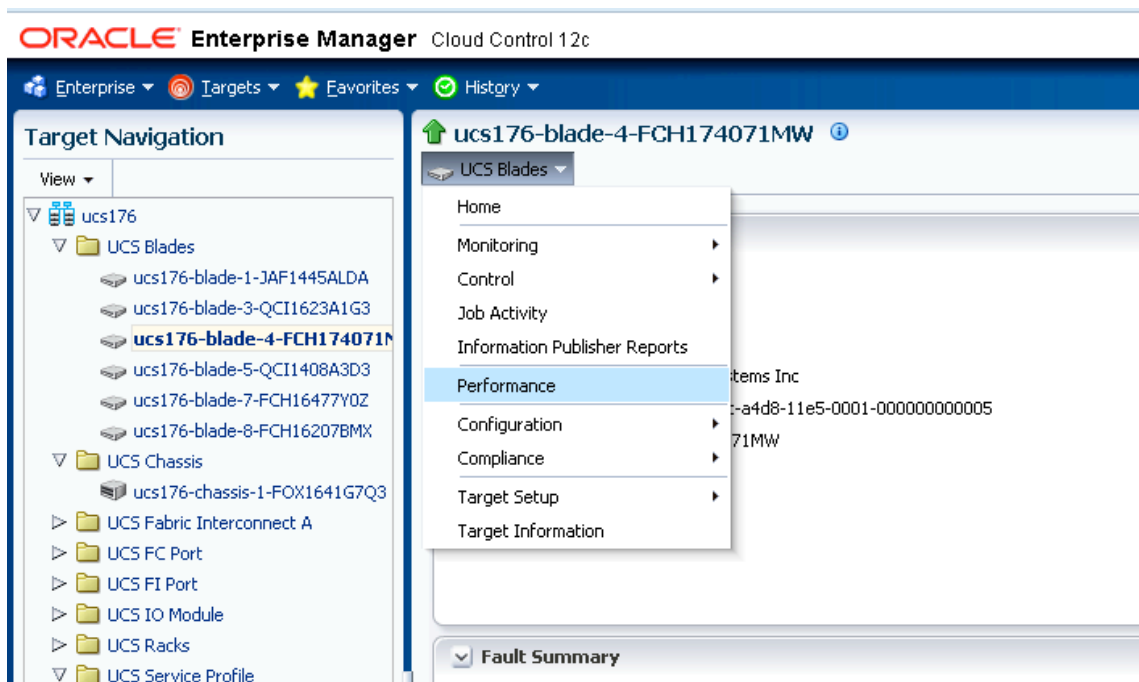 ORACLE Enterprise Manager Cloud Control 12c
Enterprise Targets Favorites History
Target Navigation
View
ucs176
UCS Blades
ucs176-blade-1-JAF1445ALDA
ucs176-blade-3-QCI1623A1G3
ucs176-blade-4-FCH174071M
ucs176-blade-5-QCI1408A3D3
ucs176-blade-7-FCH16477Y0Z
ucs176-blade-8-FCH16207BMX
UCS Chassis
ucs176-chassis-1-FOX1641G7Q3
UCS Fabric Interconnect A
UCS FC Port
UCS FI Port
UCS IO Module
UCS Racks
UCS Service Profile
ucs176-blade-4-FCH174071MW
UCS Blades
Home
Monitoring
Control
Job Activity
Information Publisher Reports
Performance
Configuration
Compliance
Target Setup
Target Information
stems Inc
-a4d8-11e5-0001-000000000005
71MW
Fault Summary